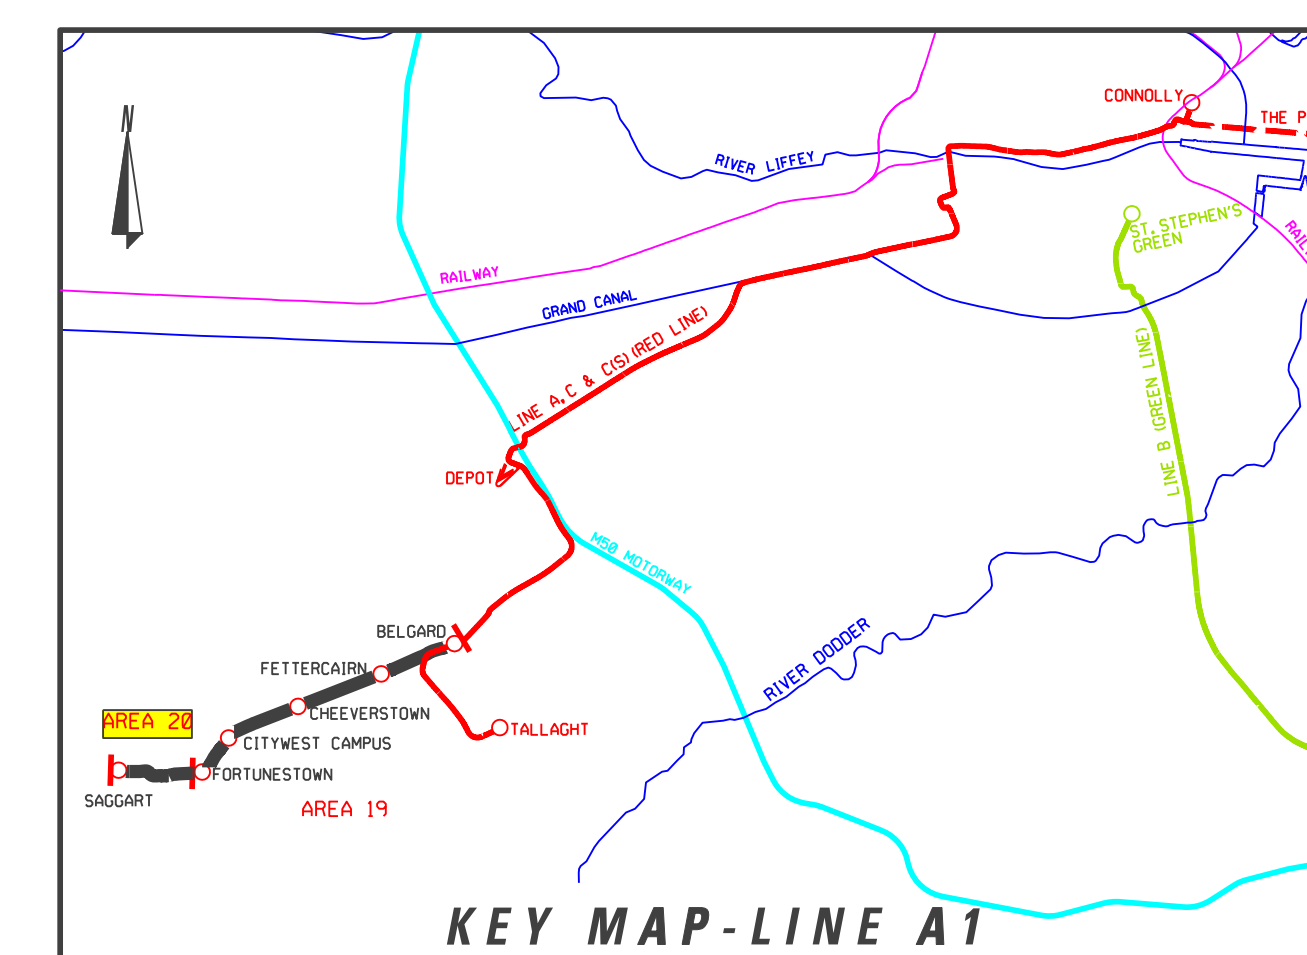 N
CONNOLLY
THE P
RIVER LIFFEY
ST. STEPHEN'S
GREEN
RAIL
RAILWAY
GRAND CANAL
LINE A, C & C(S) (RED LINE)
LINE B (GREEN LINE)
DEPOT
M50 MOTORWAY
BELGARD
RIVER DODDER
FETTERCAIRN
CHEEVERSTOWN
AREA 20
TALLAGHT
CITYWEST CAMPUS
FORTUNESTOWN
SAGGART
AREA 19
KEY MAP-LINE A1